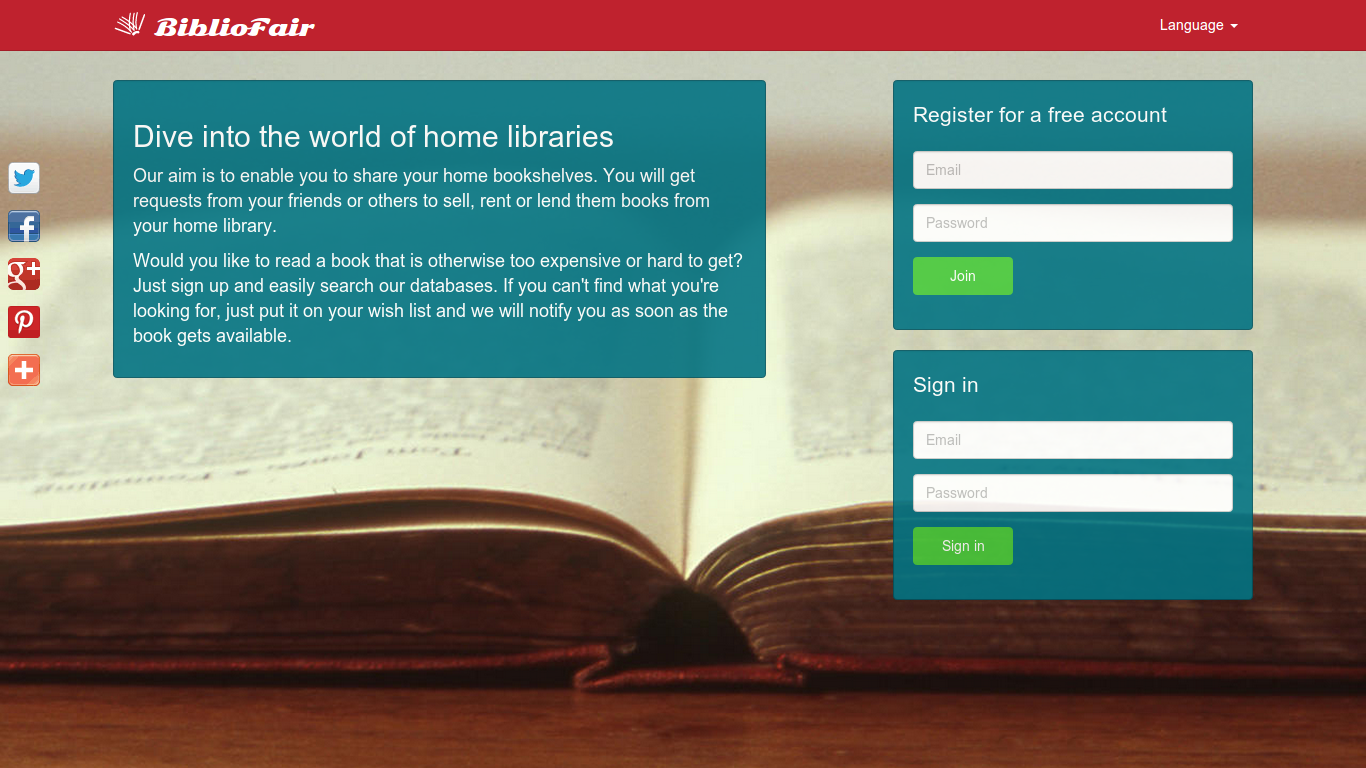 BiblioFair
Language
Dive into the world of home libraries
Our aim is to enable you to share your home bookshelves. You will get
requests from your friends or others to sell, rent or lend them books from
your home library.
Would you like to read a book that is otherwise too expensive or hard to get?
Just sign up and easily search our databases. If you can't find what you're
looking for, just put it on your wish list and we will notify you as soon as the
book gets available.
Register for a free account
Email
Password
Join
Sign in
Email
Password
Sign in
g+